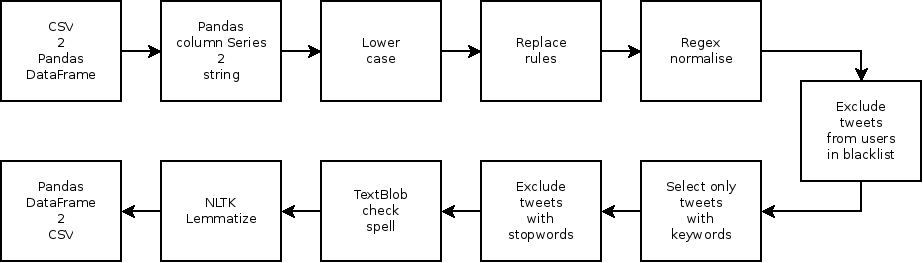 CSV
2
Pandas
DataFrame
Pandas
column Series
2
string
Lower
case
Replace
rules
Regex
normalise
Exclude
tweets
from users
in blacklist
Select only
tweets
with
keywords
Exclude
tweets
with
stopwords
TextBlob
check
spell
NLTK
Lemmatize
Pandas
DataFrame
2
CSV